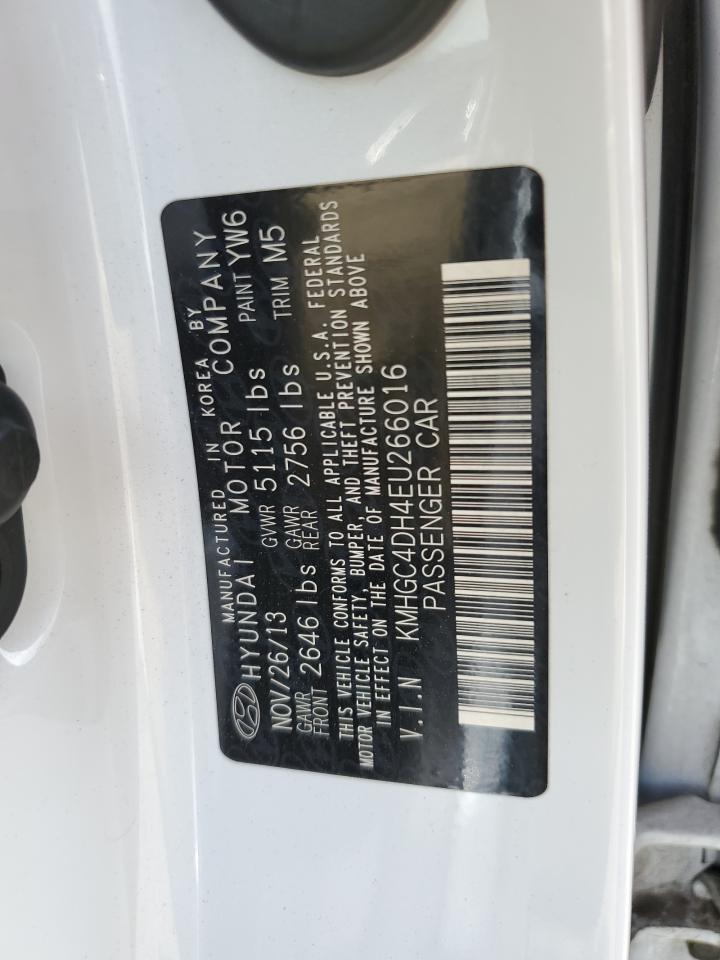 MANUFACTURED IN KOREA BY
HYUNDAI MOTOR COMPANY
NOV/26/13 GVWR 5115 lbs PAINT YW6
GAWR FRONT 2646 lbs GAWR REAR 2756 lbs TRIM M5
THIS VEHICLE CONFORMS TO ALL APPLICABLE U.S.A. FEDERAL
MOTOR VEHICLE SAFETY, BUMPER, AND THEFT PREVENTION STANDARDS
IN EFFECT ON THE DATE OF MANUFACTURE SHOWN ABOVE
V.I.N KMHGC4DH4EU266016
PASSENGER CAR